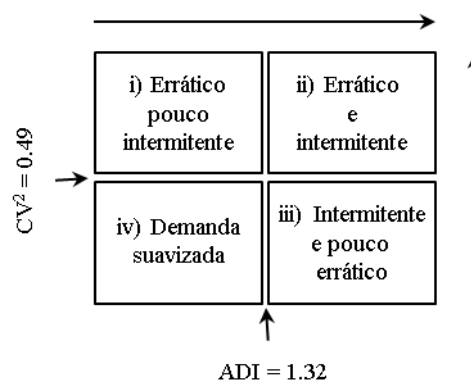 i) Errático
pouco
intermitente
ii) Errático
e
intermitente
CV² = 0.49
iv) Demanda
suavizada
iii) Intermitente
e pouco
errático
ADI = 1.32